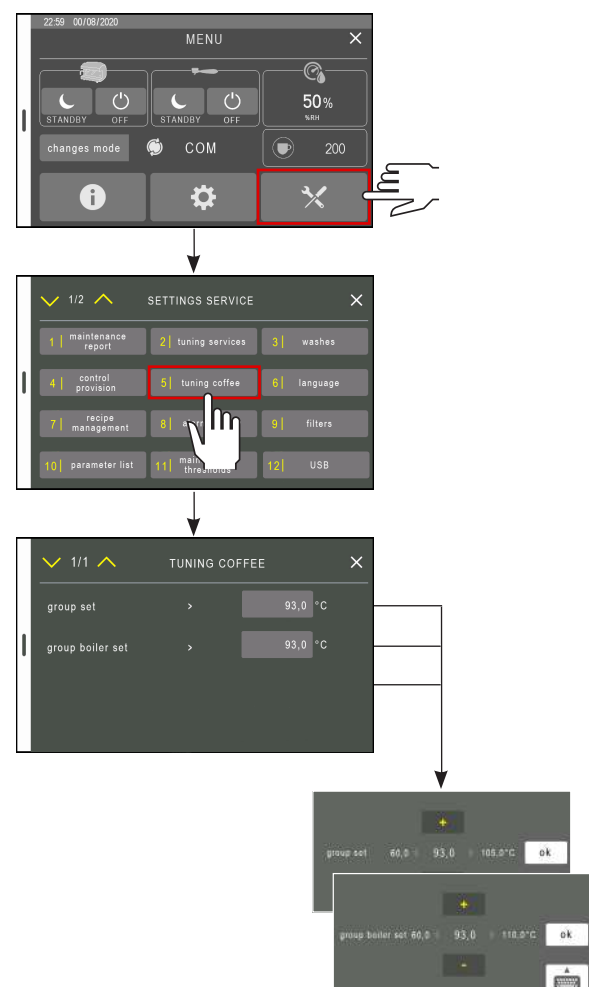 22:59 00/08/2020
MENU
STANDBY OFF STANDBY OFF
50%
%RH
changes mode COM 200
1/2 SETTINGS SERVICE
1 maintenance report 2 tuning services 3 washes
4 control provision 5 tuning coffee 6 language
7 recipe management 8 9 filters
10 parameter list 11 thresholds 12 USB
1/1 TUNING COFFEE
group set > 93,0 °C
group boiler set > 93,0 °C
+
group set 60,0 93,0 105,0°C ok
+
group boiler set 60,0 93,0 110,0°C ok
-